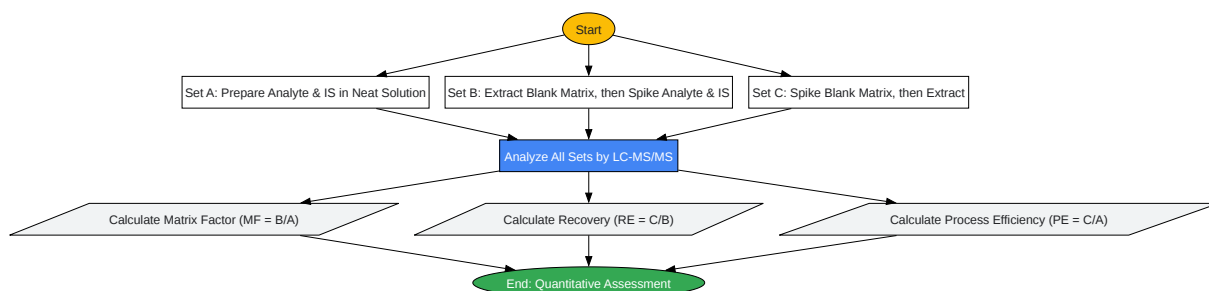 Start
Set A: Prepare Analyte & IS in Neat Solution
Set B: Extract Blank Matrix, then Spike Analyte & IS
Set C: Spike Blank Matrix, then Extract
Analyze All Sets by LC-MS/MS
Calculate Matrix Factor (MF = B/A)
Calculate Recovery (RE = C/B)
Calculate Process Efficiency (PE = C/A)
End: Quantitative Assessment